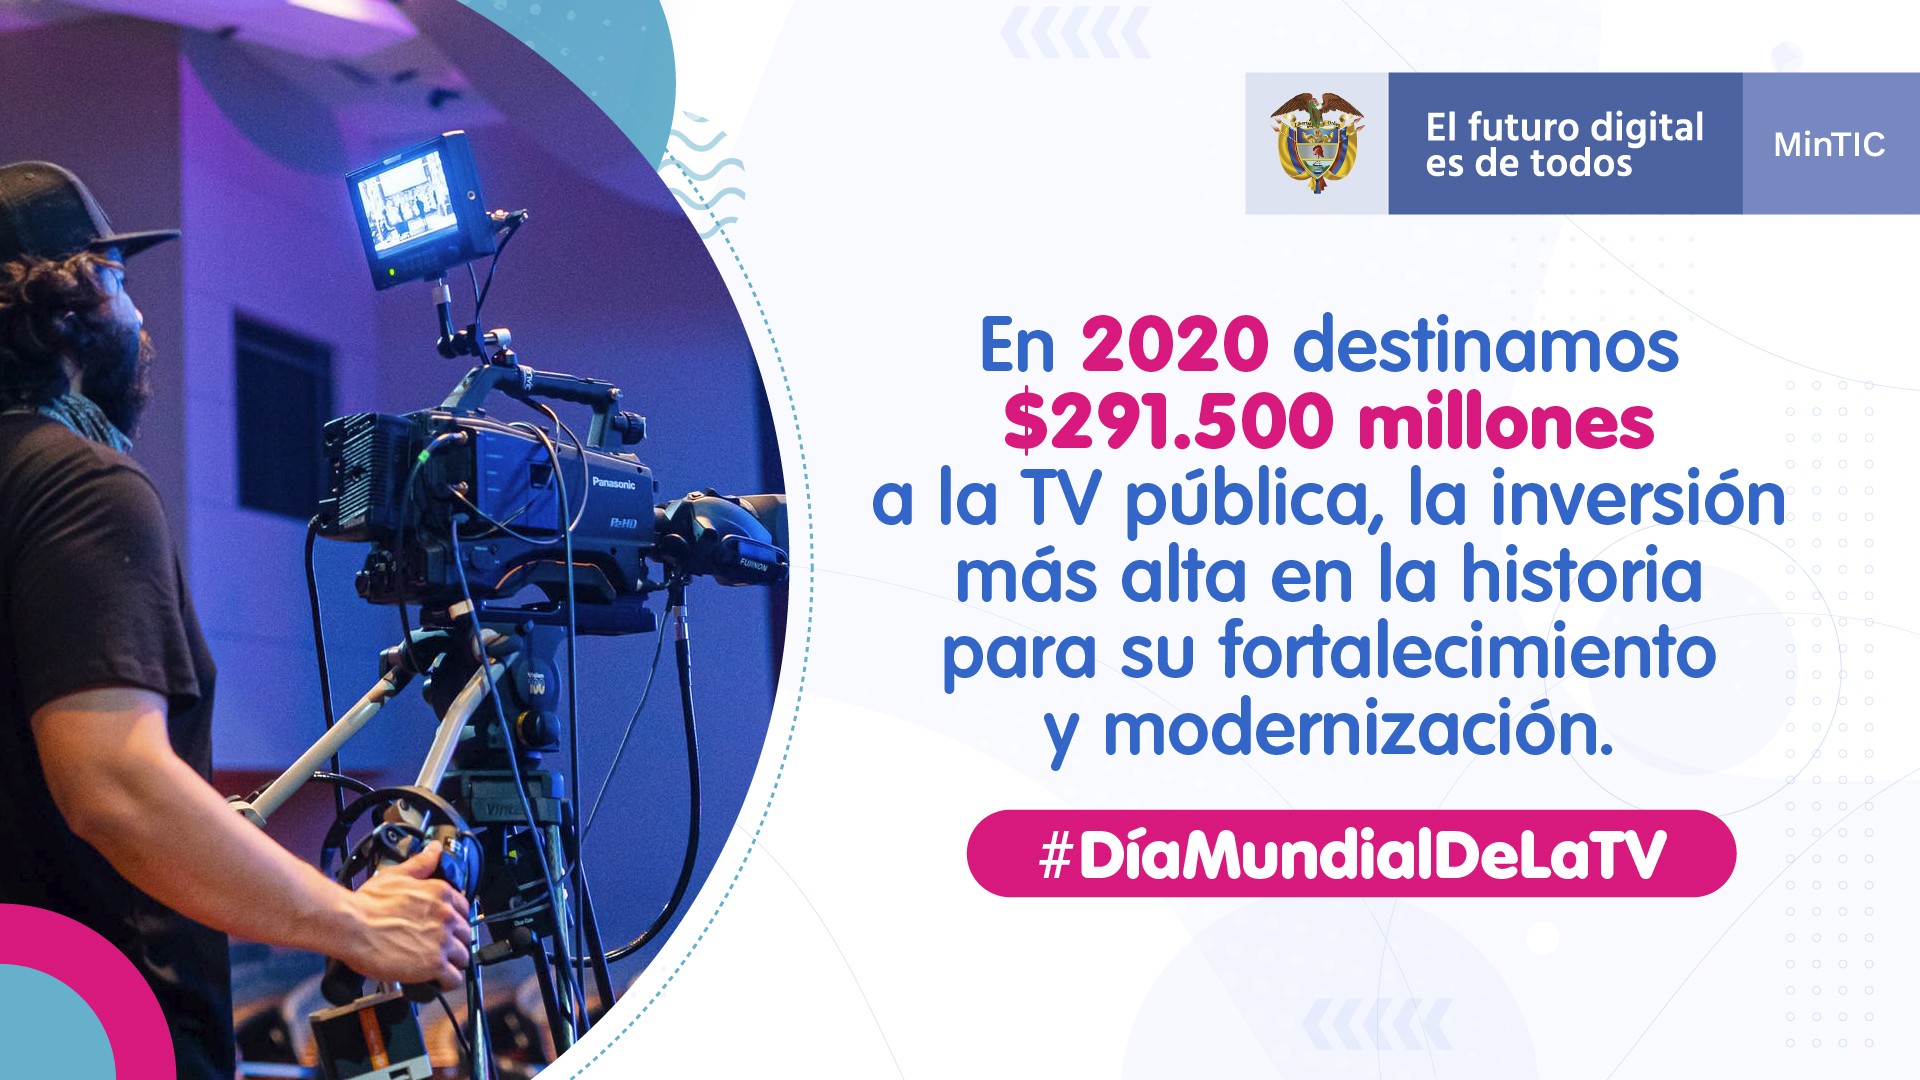 El futuro digital
es de todos
MinTIC
En 2020 destinamos
$291.500 millones
a la TV pública, la inversión
más alta en la historia
para su fortalecimiento
y modernización.
#DíaMundialDeLaTV
Panasonic
P2HD
FUJINON